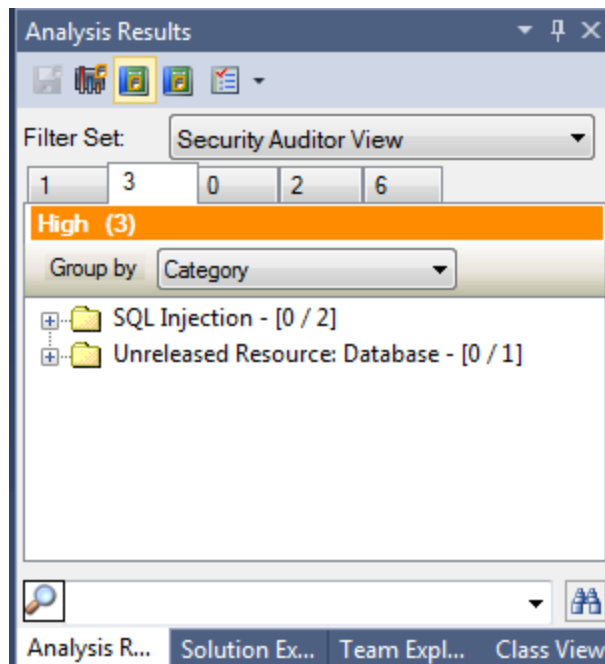 Analysis Results
Filter Set: Security Auditor View
1 3 0 2 6
High (3)
Group by Category
SQL Injection - [0 / 2]
Unreleased Resource: Database - [0 / 1]
Analysis R... Solution Ex... Team Expl... Class View